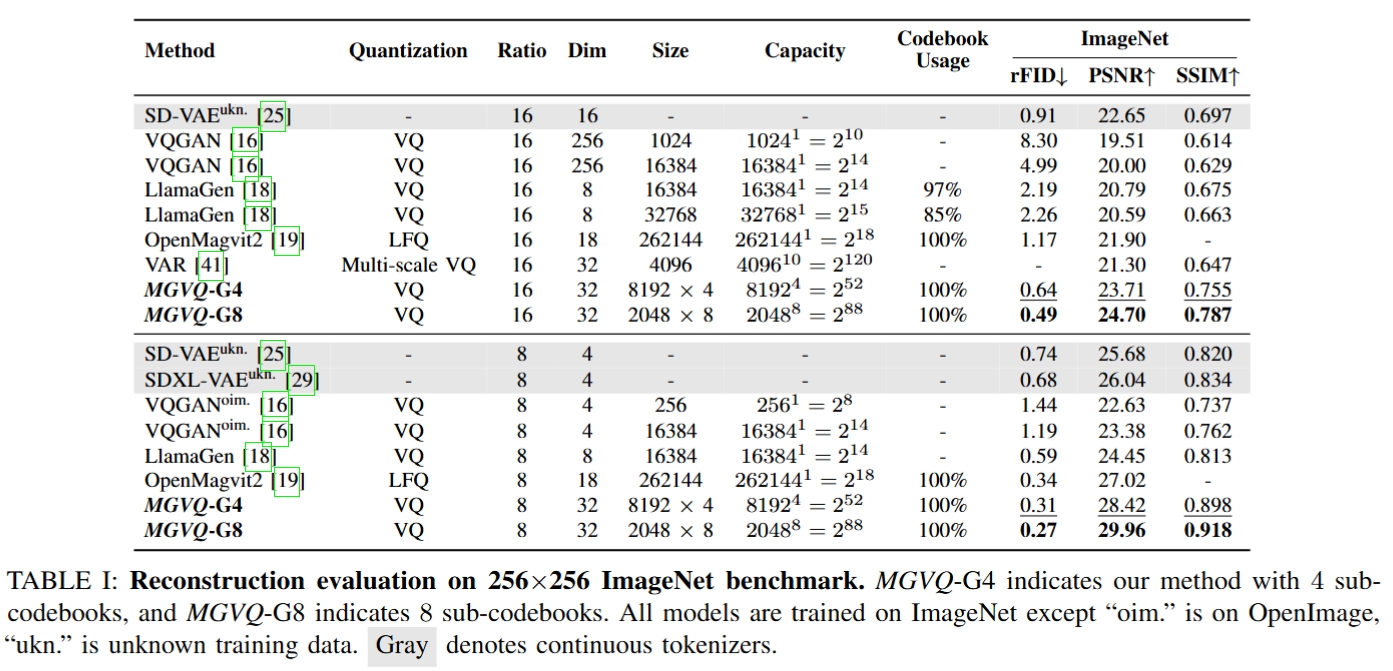 Method Quantization Ratio Dim Size Capacity Codebook Usage ImageNet
rFID↓ PSNR↑ SSIM↑
SD-VAE^ukn. [25] - 16 16 - - - 0.91 22.65 0.697
VQGAN [16] VQ 16 256 1024 1024^1 = 2^10 - 8.30 19.51 0.614
VQGAN [16] VQ 16 256 16384 16384^1 = 2^14 - 4.99 20.00 0.629
LlamaGen [18] VQ 16 8 16384 16384^1 = 2^14 97% 2.19 20.79 0.675
LlamaGen [18] VQ 16 8 32768 32768^1 = 2^15 85% 2.26 20.59 0.663
OpenMagvit2 [19] LFQ 16 18 262144 262144^1 = 2^18 100% 1.17 21.90 -
VAR [41] Multi-scale VQ 16 32 4096 4096^10 = 2^120 - - 21.30 0.647
MGVQ-G4 VQ 16 32 8192 × 4 8192^4 = 2^52 100% 0.64 23.71 0.755
MGVQ-G8 VQ 16 32 2048 × 8 2048^8 = 2^88 100% 0.49 24.70 0.787
SD-VAE^ukn. [25] - 8 4 - - - 0.74 25.68 0.820
SDXL-VAE^ukn. [29] - 8 4 - - - 0.68 26.04 0.834
VQGAN^oim. [16] VQ 8 4 256 256^1 = 2^8 - 1.44 22.63 0.737
VQGAN^oim. [16] VQ 8 4 16384 16384^1 = 2^14 - 1.19 23.38 0.762
LlamaGen [18] VQ 8 8 16384 16384^1 = 2^14 - 0.59 24.45 0.813
OpenMagvit2 [19] LFQ 8 18 262144 262144^1 = 2^18 100% 0.34 27.02 -
MGVQ-G4 VQ 8 32 8192 × 4 8192^4 = 2^52 100% 0.31 28.42 0.898
MGVQ-G8 VQ 8 32 2048 × 8 2048^8 = 2^88 100% 0.27 29.96 0.918
TABLE I: Reconstruction evaluation on 256×256 ImageNet benchmark. MGVQ-G4 indicates our method with 4 sub-
codebooks, and MGVQ-G8 indicates 8 sub-codebooks. All models are trained on ImageNet except “oim.” is on OpenImage,
“ukn.” is unknown training data. Gray denotes continuous tokenizers.